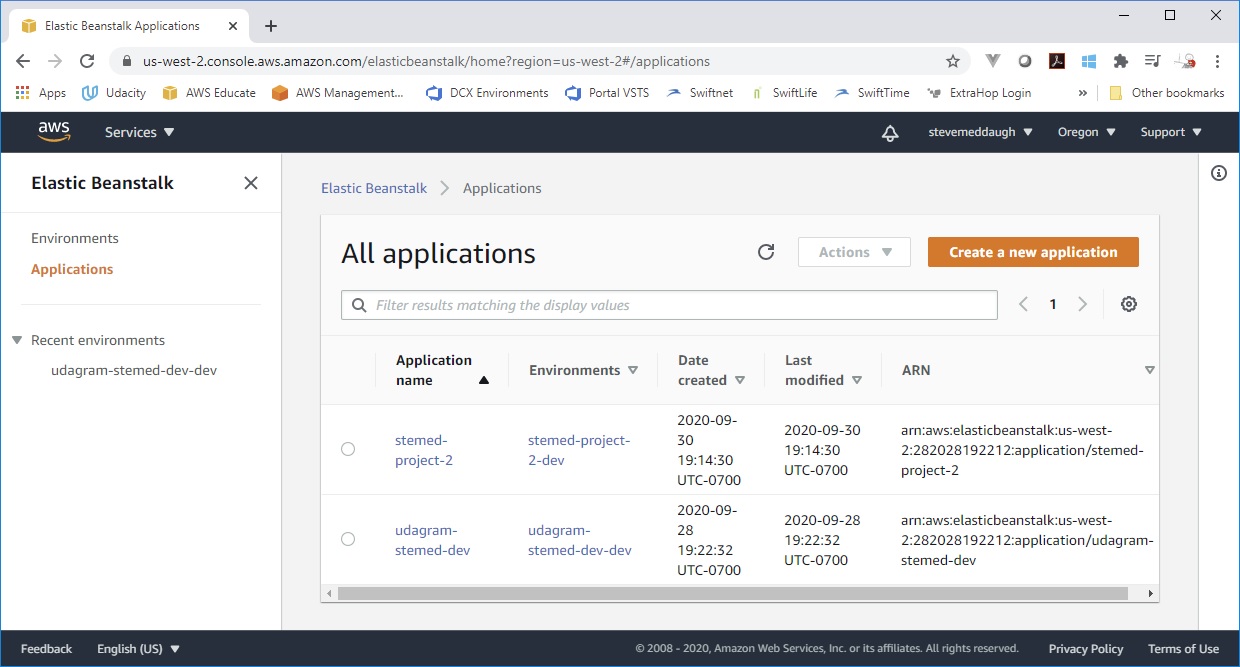 Elastic Beanstalk Applications
us-west-2.console.aws.amazon.com/elasticbeanstalk/home?region=us-west-2#/applications
Apps Udacity AWS Educate AWS Management... DCX Environments Portal VSTS Swiftnet SwiftLife SwiftTime ExtraHop Login » Other bookmarks
aws Services stevemeddaugh Oregon Support
Elastic Beanstalk
Environments
Applications
Recent environments
udagram-stemed-dev-dev
Elastic Beanstalk > Applications
All applications
Actions
Create a new application
Filter results matching the display values
1
Application
name
Environments
Date
created
Last
modified
ARN
stemed-
project-2
stemed-project-
2-dev
2020-09-
30
19:14:30
UTC-0700
2020-09-30
19:14:30
UTC-0700
arn:aws:elasticbeanstalk:us-west-
2:282028192212:application/stemed-
project-2
udagram-
stemed-dev
udagram-
stemed-dev-dev
2020-09-
28
19:22:32
UTC-0700
2020-09-28
19:22:32
UTC-0700
arn:aws:elasticbeanstalk:us-west-
2:282028192212:application/udagram-
stemed-dev
Feedback English (US) © 2008 - 2020, Amazon Web Services, Inc. or its affiliates. All rights reserved. Privacy Policy Terms of Use